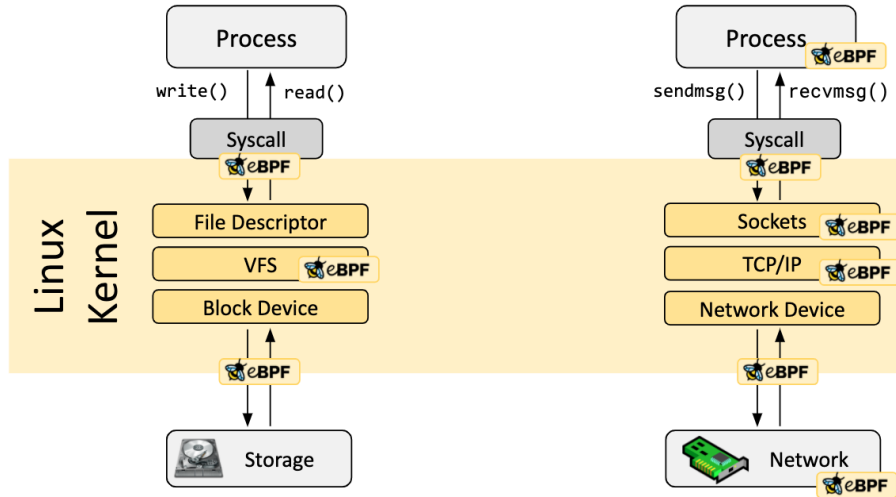 Process
Process
eBPF
write()
read()
sendmsg()
recvmsg()
Syscall
Syscall
eBPF
eBPF
Linux
Kernel
File Descriptor
Sockets
eBPF
VFS
eBPF
TCP/IP
eBPF
Block Device
Network Device
eBPF
eBPF
Storage
Network
eBPF